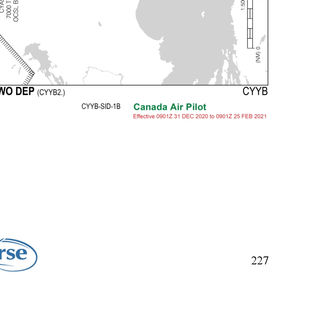 7000 T
OCSL B
1:50
(NM) 0
WO DEP (CYYB2.)
CYYB
CYYB-SID-1B
Canada Air Pilot
Effective 0901Z 31 DEC 2020 to 0901Z 25 FEB 2021
rse
227